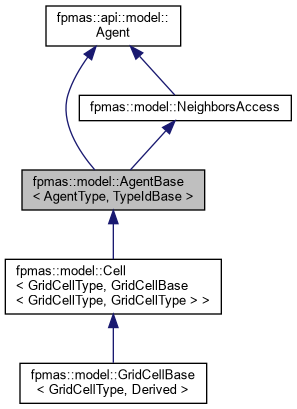 fpmas::api::model::
Agent
fpmas::model::NeighborsAccess
fpmas::model::AgentBase
< AgentType, TypeIdBase >
fpmas::model::Cell
< GridCellType, GridCellBase
< GridCellType, GridCellType > >
fpmas::model::GridCellBase
< GridCellType, Derived >